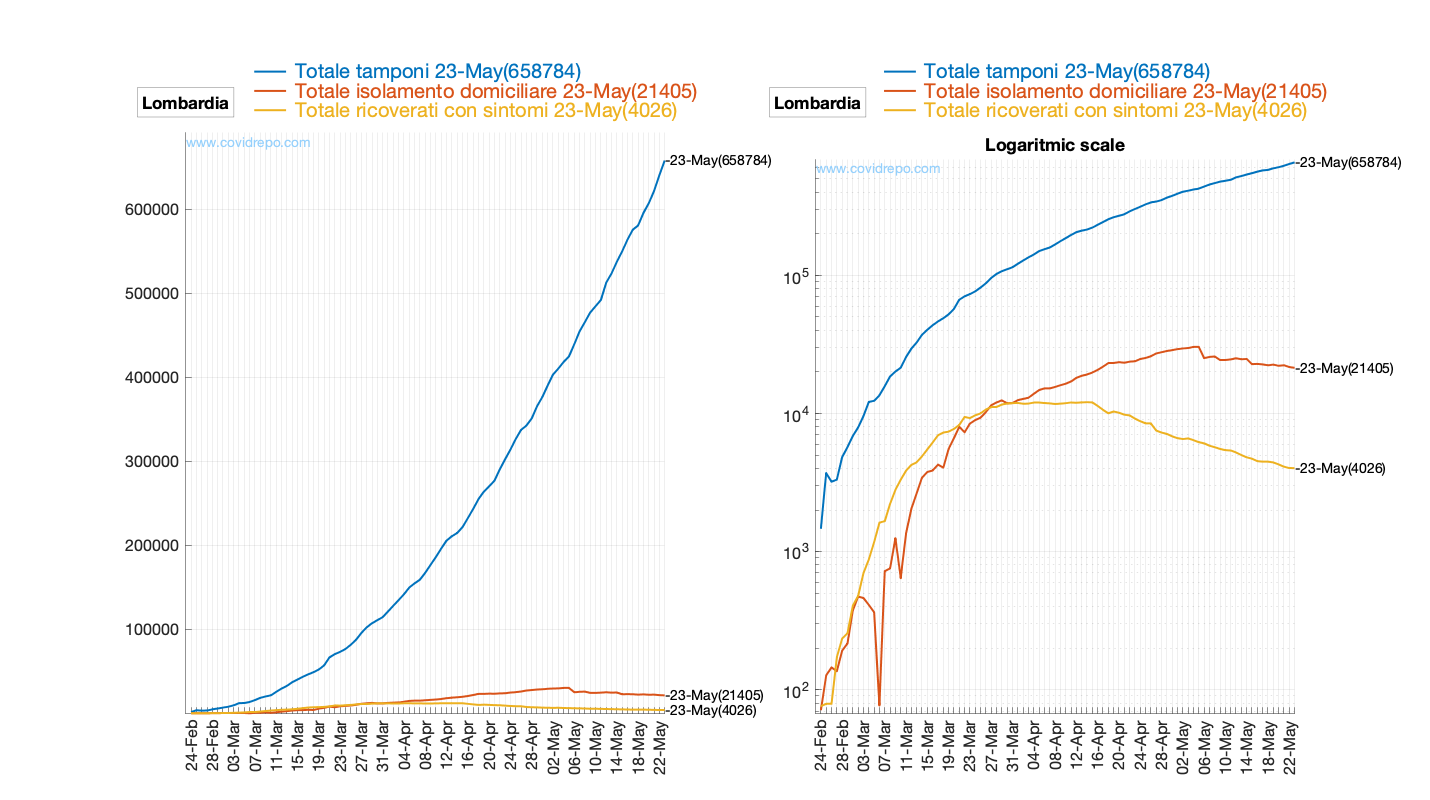 Totale tamponi 23-May(658784)
Totale isolamento domiciliare 23-May(21405)
Totale ricoverati con sintomi 23-May(4026)
Lombardia
www.covidrepo.com
600000
500000
400000
300000
200000
100000
23-May(658784)
23-May(21405)
23-May(4026)
24-Feb
28-Feb
03-Mar
07-Mar
11-Mar
15-Mar
19-Mar
23-Mar
27-Mar
31-Mar
04-Apr
08-Apr
12-Apr
16-Apr
20-Apr
24-Apr
28-Apr
02-May
06-May
10-May
14-May
18-May
22-May
Totale tamponi 23-May(658784)
Totale isolamento domiciliare 23-May(21405)
Totale ricoverati con sintomi 23-May(4026)
Lombardia
Logaritmic scale
www.covidrepo.com
10^5
10^4
10^3
10^2
23-May(658784)
23-May(21405)
23-May(4026)
24-Feb
28-Feb
03-Mar
07-Mar
11-Mar
15-Mar
19-Mar
23-Mar
27-Mar
31-Mar
04-Apr
08-Apr
12-Apr
16-Apr
20-Apr
24-Apr
28-Apr
02-May
06-May
10-May
14-May
18-May
22-May